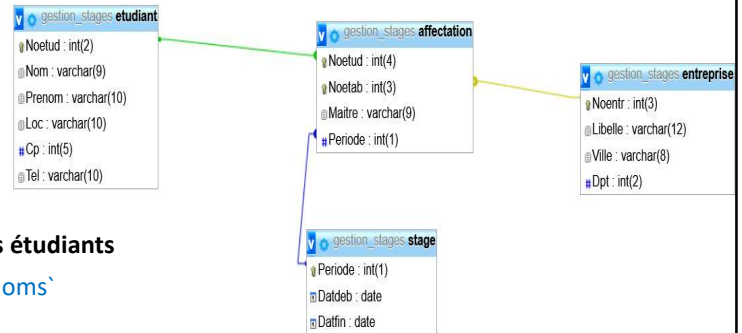 gestion_stages etudiant
Noetud : int(2)
Nom : varchar(9)
Prenom : varchar(10)
Loc : varchar(10)
Cp : int(5)
Tel : varchar(10)
gestion_stages affectation
Noetud : int(4)
Noetab : int(3)
Maitre : varchar(9)
Periode : int(1)
gestion_stages entreprise
Noentr : int(3)
Libelle : varchar(12)
Ville : varchar(8)
Dpt : int(2)
s étudiants
oms`
gestion_stages stage
Periode : int(1)
Datdeb : date
Datfin : date